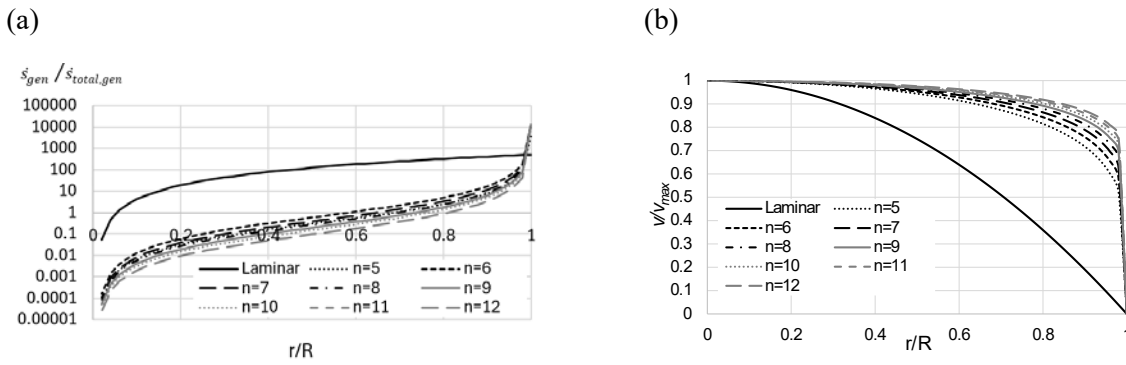 (a)
(b)
ṡgen / ṡtotal,gen
100000
10000
1000
100
10
1
0.1
0.01
0.001
0.0001
0.00001
0 0.2 0.4 0.6 0.8 1
Laminar n=5 n=6
n=7 n=8 n=9
n=10 n=11 n=12
r/R
1
0.9
0.8
0.7
0.6
0.5
0.4
0.3
0.2
0.1
0
v/vmax
Laminar n=5
n=6 n=7
n=8 n=9
n=10 n=11
n=12
0 0.2 0.4 0.6 0.8 1
r/R